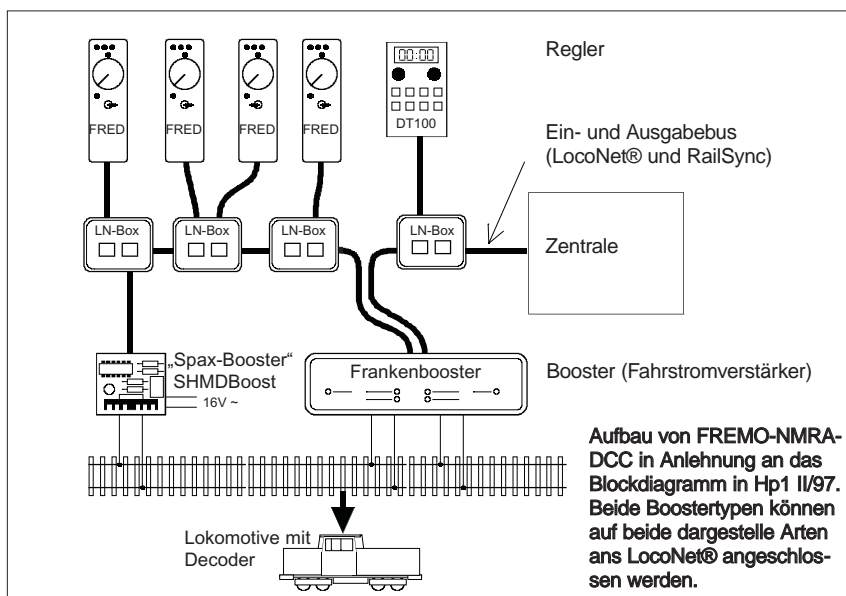 00:00
Regler
FRED
FRED
FRED
FRED
DT100
Ein- und Ausgabebus
(LocoNet® und RailSync)
LN-Box
LN-Box
LN-Box
LN-Box
Zentrale
„Spax-Booster“
SHMDBoost
16V ~
Frankenbooster
Booster (Fahrstromverstärker)
Aufbau von FREMO-NMRA-
DCC in Anlehnung an das
Blockdiagramm in Hp1 II/97.
Beide Boostertypen können
auf beide dargestelle Arten
ans LocoNet® angeschlos-
sen werden.
Lokomotive mit
Decoder